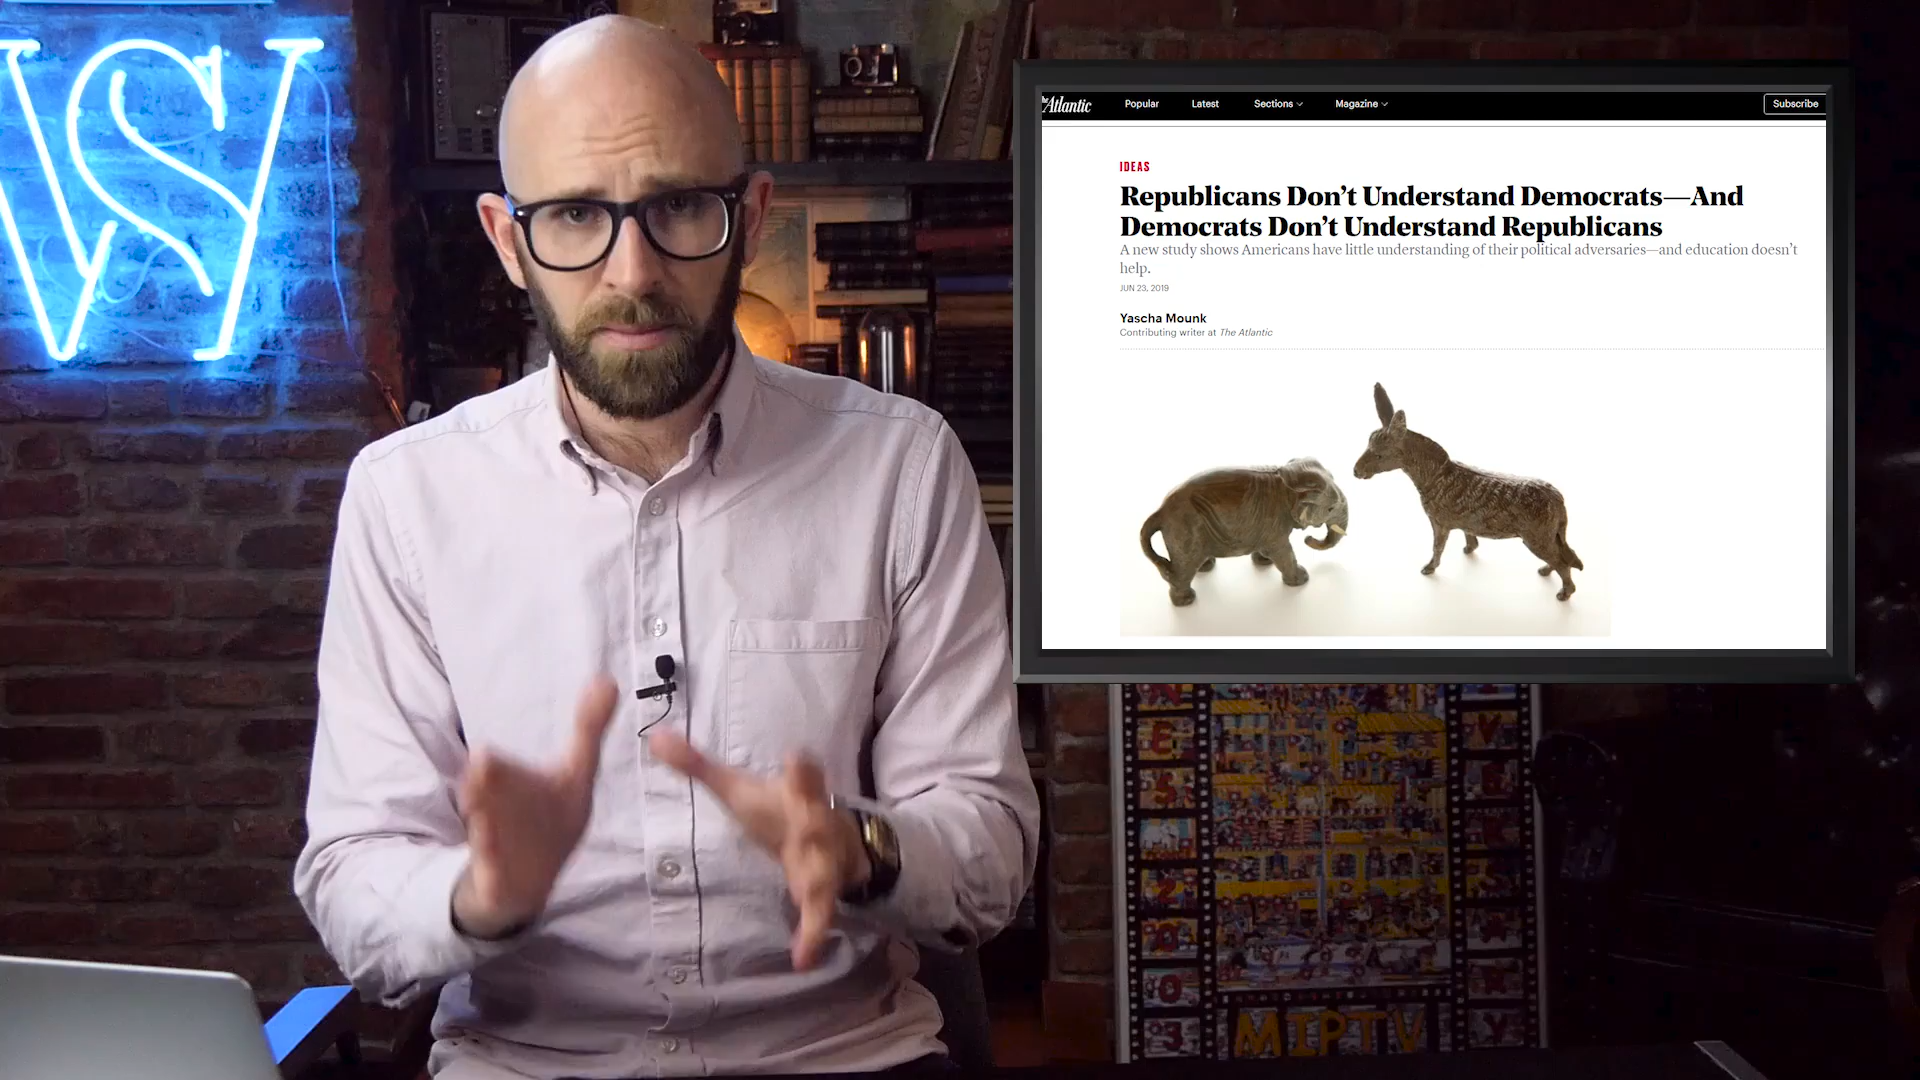 VS
The Atlantic
Popular
Latest
Sections
Magazine
Subscribe
IDEAS
Republicans Don't Understand Democrats—And
Democrats Don't Understand Republicans
A new study shows Americans have little understanding of their political adversaries—and education doesn't
help.
JUN 23, 2019
Yascha Mounk
Contributing writer at The Atlantic
MIPTV